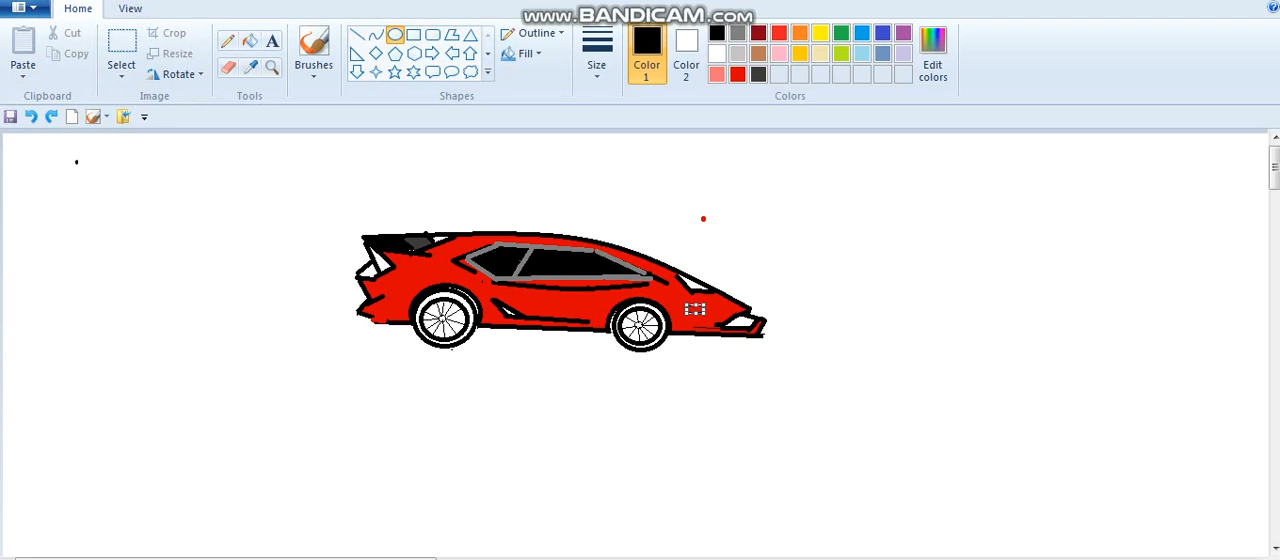 www.BANDICAM.com
Home
View
Paste
Cut
Copy
Clipboard
Select
Crop
Resize
Rotate
Image
A
Tools
Brushes
Shapes
Outline
Fill
Size
Color 1
Color 2
Edit colors
Colors